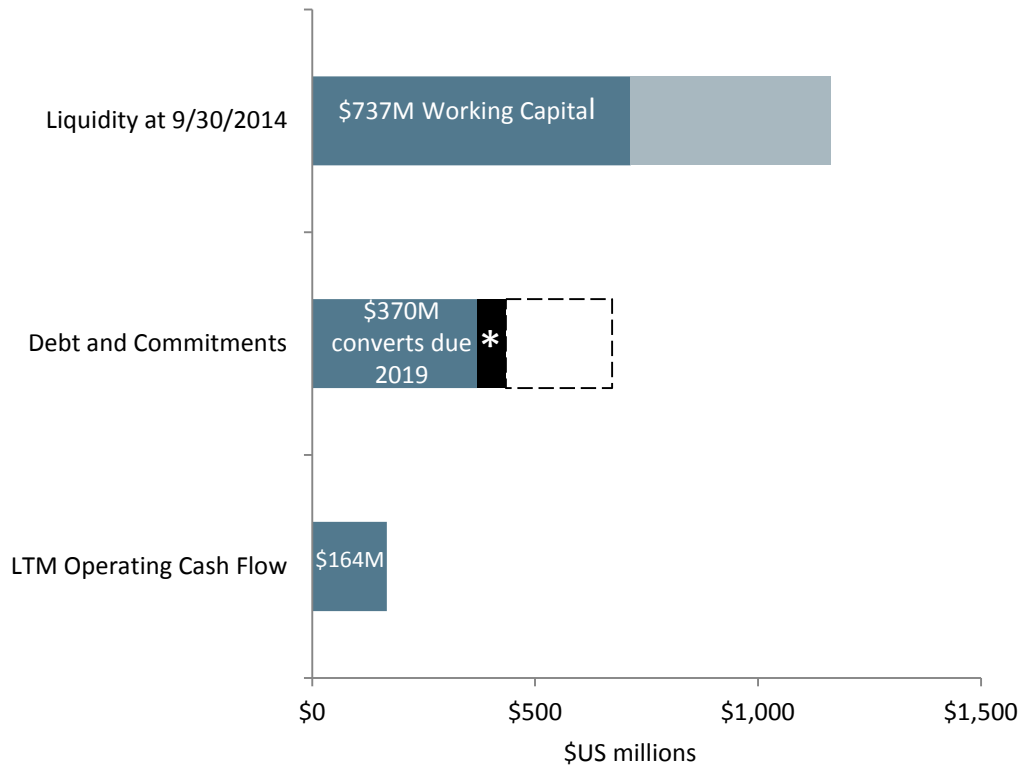 Liquidity at 9/30/2014
$737M Working Capital
Debt and Commitments
$370M
converts due
2019
*
LTM Operating Cash Flow
$164M
$0
$500
$1,000
$1,500
$US millions